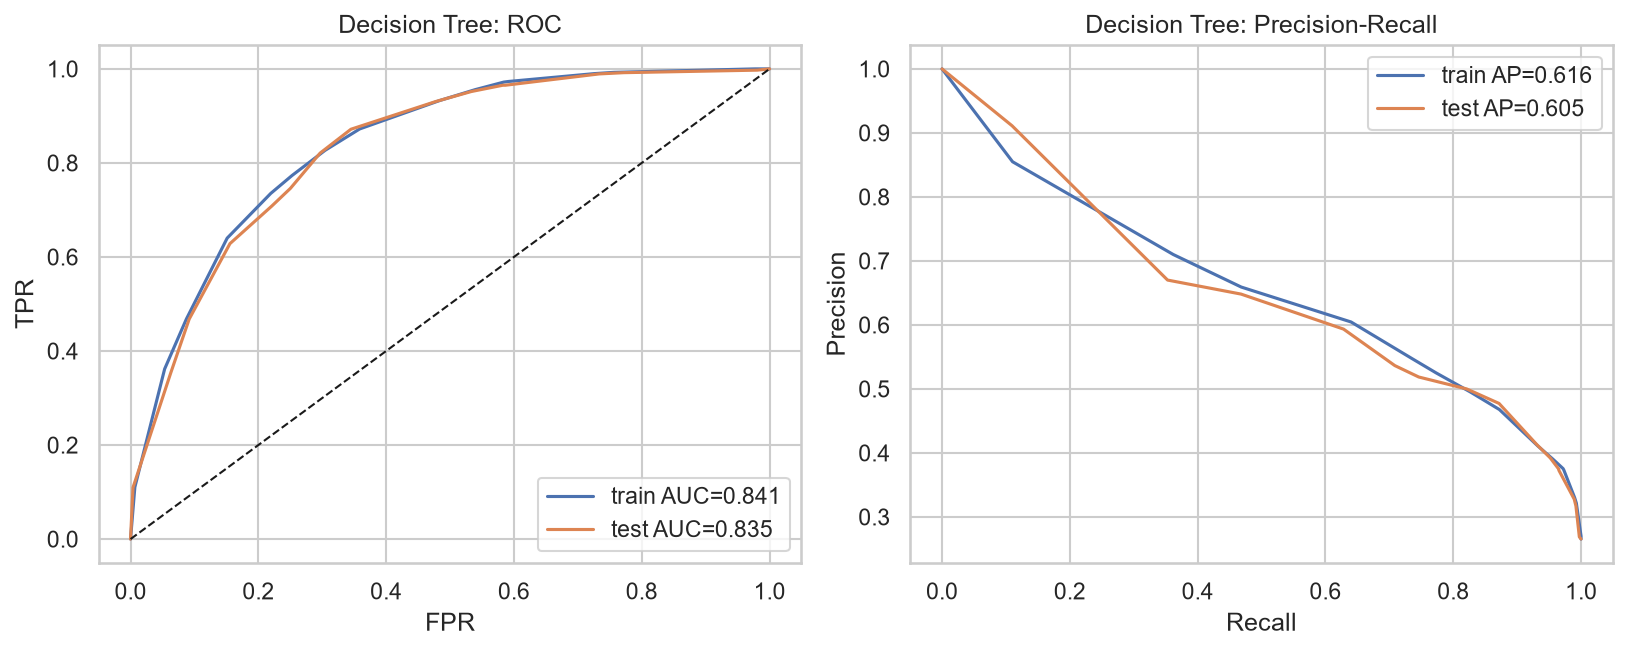 Decision Tree: ROC
1.0
0.8
0.6
0.4
0.2
0.0
TPR
0.0 0.2 0.4 0.6 0.8 1.0
FPR
train AUC=0.841
test AUC=0.835
Decision Tree: Precision-Recall
1.0
0.9
0.8
0.7
0.6
0.5
0.4
0.3
Precision
0.0 0.2 0.4 0.6 0.8 1.0
Recall
train AP=0.616
test AP=0.605